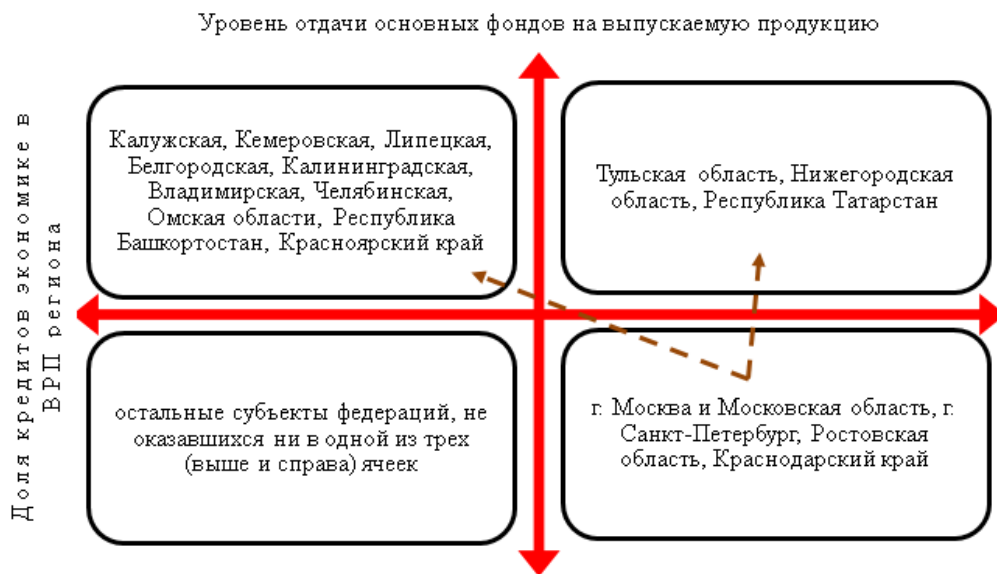 Уровень отдачи основных фондов на выпускаемую продукцию
Доля кредитов экономике в
ВРП региона
Калужская, Кемеровская, Липецкая,
Белгородская, Калининградская,
Владимирская, Челябинская,
Омская области, Республика
Башкортостан, Красноярский край
Тульская область, Нижегородская
область, Республика Татарстан
остальные субъекты федераций, не
оказавшихся ни в одной из трех
(выше и справа) ячеек
г. Москва и Московская область, г.
Санкт-Петербург, Ростовская
область, Краснодарский край